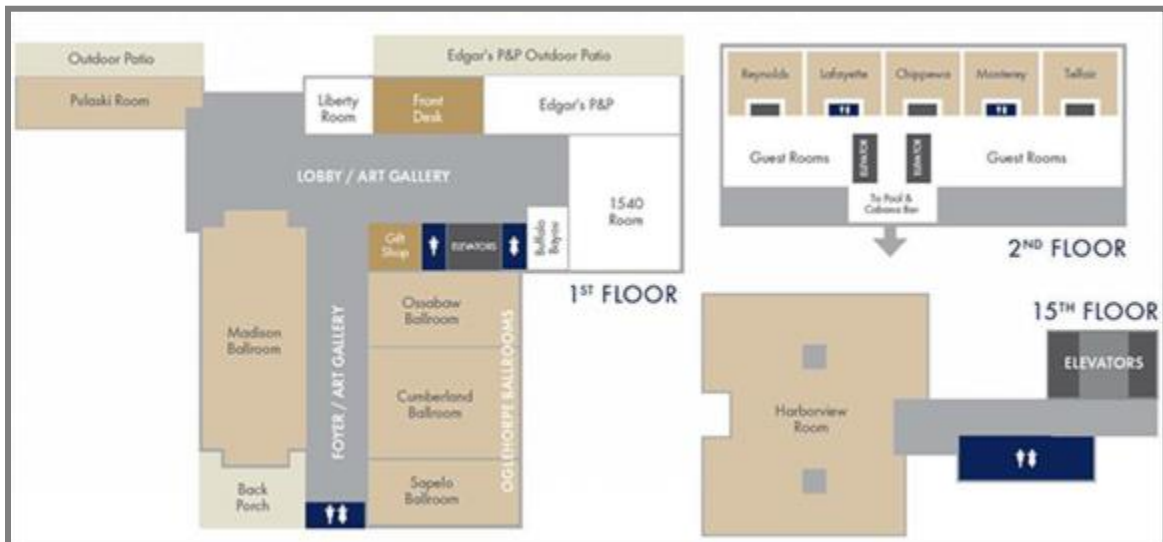 Outdoor Patio
Pulaski Room
Edgar's P&P Outdoor Patio
Liberty
Room
Front
Desk
Edgar's P&P
LOBBY / ART GALLERY
1540
Room
Gift
Shop
ELEVATORS
Buffalo
Bayou
1ST FLOOR
Madison
Ballroom
FOYER / ART GALLERY
Ossabaw
Ballroom
Cumberland
Ballroom
Sapelo
Ballroom
OGLEHORPE BALLROOMS
Back
Porch
Reynolds
Lafayette
Chippewa
Monterey
Telfair
Guest Rooms
ELEVATOR
ELEVATOR
Guest Rooms
To Pool &
Cabana Bar
2ND FLOOR
15TH FLOOR
ELEVATORS
Harborview
Room